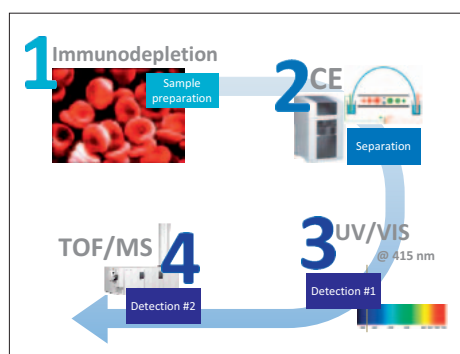 1 Immunodepletion
Sample
preparation
2 CE
Separation
3 UV/VIS
@ 415 nm
Detection #1
TOF/MS 4
Detection #2